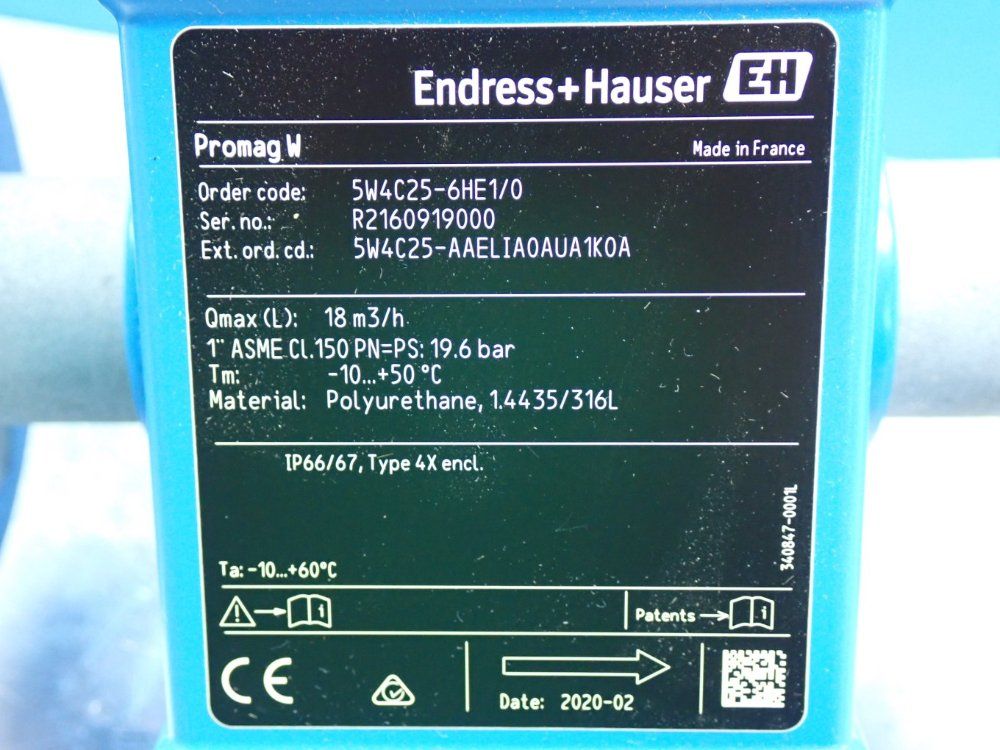 Endress+Hauser EH
Promag W Made in France
Order code: 5W4C25-6HE1/0
Ser. no.: R2160919000
Ext. ord. cd.: 5W4C25-AAELIA0AUA1K0A
Qmax (L): 18 m3/h
1" ASME Cl.150 PN=PS: 19.6 bar
Tm: -10...+50 °C
Material: Polyurethane, 1.4435/316L
IP66/67, Type 4X encl.
340847-0001L
Ta: -10...+60°C
i Patents i
CE
Date: 2020-02